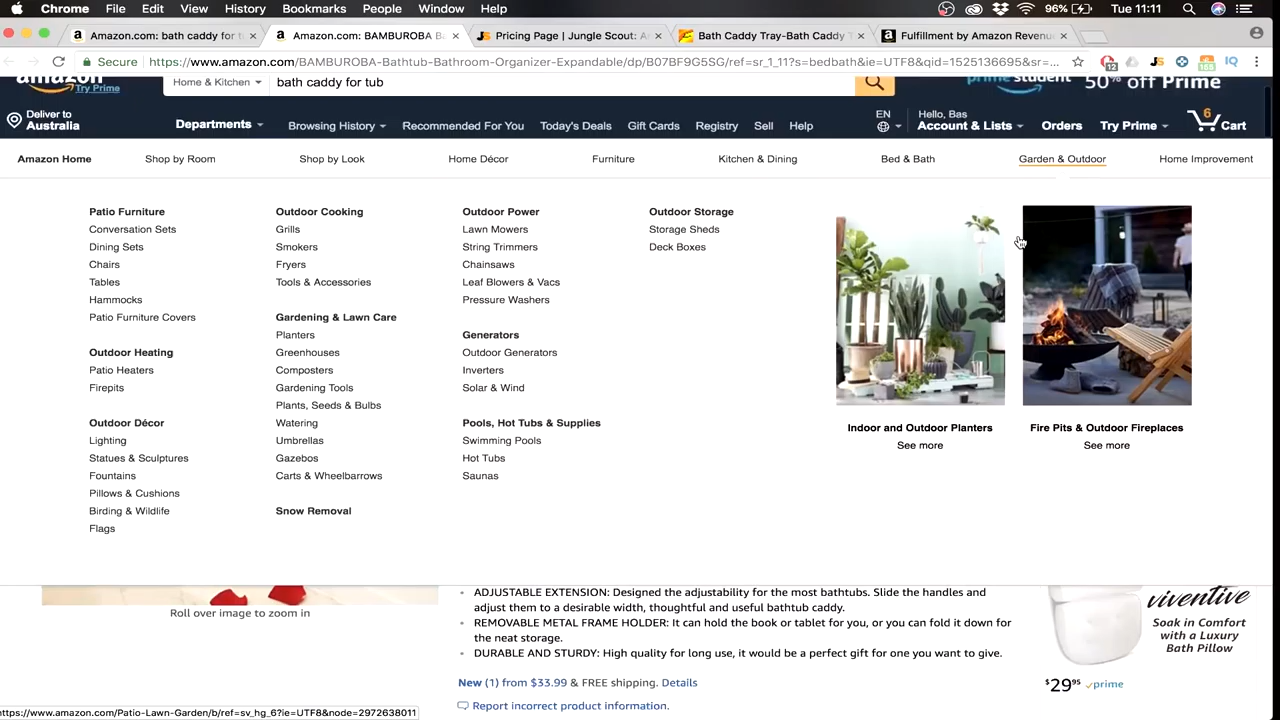 Chrome File Edit View History Bookmarks People Window Help 96% Tue 11:11
Amazon.com: bath caddy for t
Amazon.com: BAMBUROBA B
Pricing Page | Jungle Scout: A
Bath Caddy Tray-Bath Caddy T
Fulfillment by Amazon Revenu
Secure https://www.amazon.com/BAMBUROBA-Bathtub-Bathroom-Organizer-Expandable/dp/B07BF9G5SG/ref=sr_1_11?s=bedbath&ie=UTF8&qid=1525136695&sr=...
12
IQ
amazon
Try Prime
Home & Kitchen
bath caddy for tub
prime student 50% off Prime
Deliver to
Australia
Departments
Browsing History
Recommended For You
Today's Deals
Gift Cards
Registry
Sell
Help
EN
Hello, Bas
Account & Lists
Orders
Try Prime
6
Cart
Amazon Home
Shop by Room
Shop by Look
Home Décor
Furniture
Kitchen & Dining
Bed & Bath
Garden & Outdoor
Home Improvement
Patio Furniture
Conversation Sets
Dining Sets
Chairs
Tables
Hammocks
Patio Furniture Covers
Outdoor Heating
Patio Heaters
Firepits
Outdoor Décor
Lighting
Statues & Sculptures
Fountains
Pillows & Cushions
Birding & Wildlife
Flags
Outdoor Cooking
Grills
Smokers
Fryers
Tools & Accessories
Gardening & Lawn Care
Planters
Greenhouses
Composters
Gardening Tools
Plants, Seeds & Bulbs
Watering
Umbrellas
Gazebos
Carts & Wheelbarrows
Snow Removal
Outdoor Power
Lawn Mowers
String Trimmers
Chainsaws
Leaf Blowers & Vacs
Pressure Washers
Generators
Outdoor Generators
Inverters
Solar & Wind
Pools, Hot Tubs & Supplies
Swimming Pools
Hot Tubs
Saunas
Outdoor Storage
Storage Sheds
Deck Boxes
Indoor and Outdoor Planters
See more
Fire Pits & Outdoor Fireplaces
See more
Roll over image to zoom in
ADJUSTABLE EXTENSION: Designed the adjustability for the most bathtubs. Slide the handles and
adjust them to a desirable width, thoughtful and useful bathtub caddy.
REMOVABLE METAL FRAME HOLDER: It can hold the book or tablet for you, or you can fold it down for
the neat storage.
DURABLE AND STURDY: High quality for long use, it would be a perfect gift for one you want to give.
New (1) from $33.99 & FREE shipping. Details
Report incorrect product information.
viventive
Soak in Comfort
with a Luxury
Bath Pillow
$29⁹⁵ prime
https://www.amazon.com/Patio-Lawn-Garden/b/ref=sv_hg_6?ie=UTF8&node=2972638011